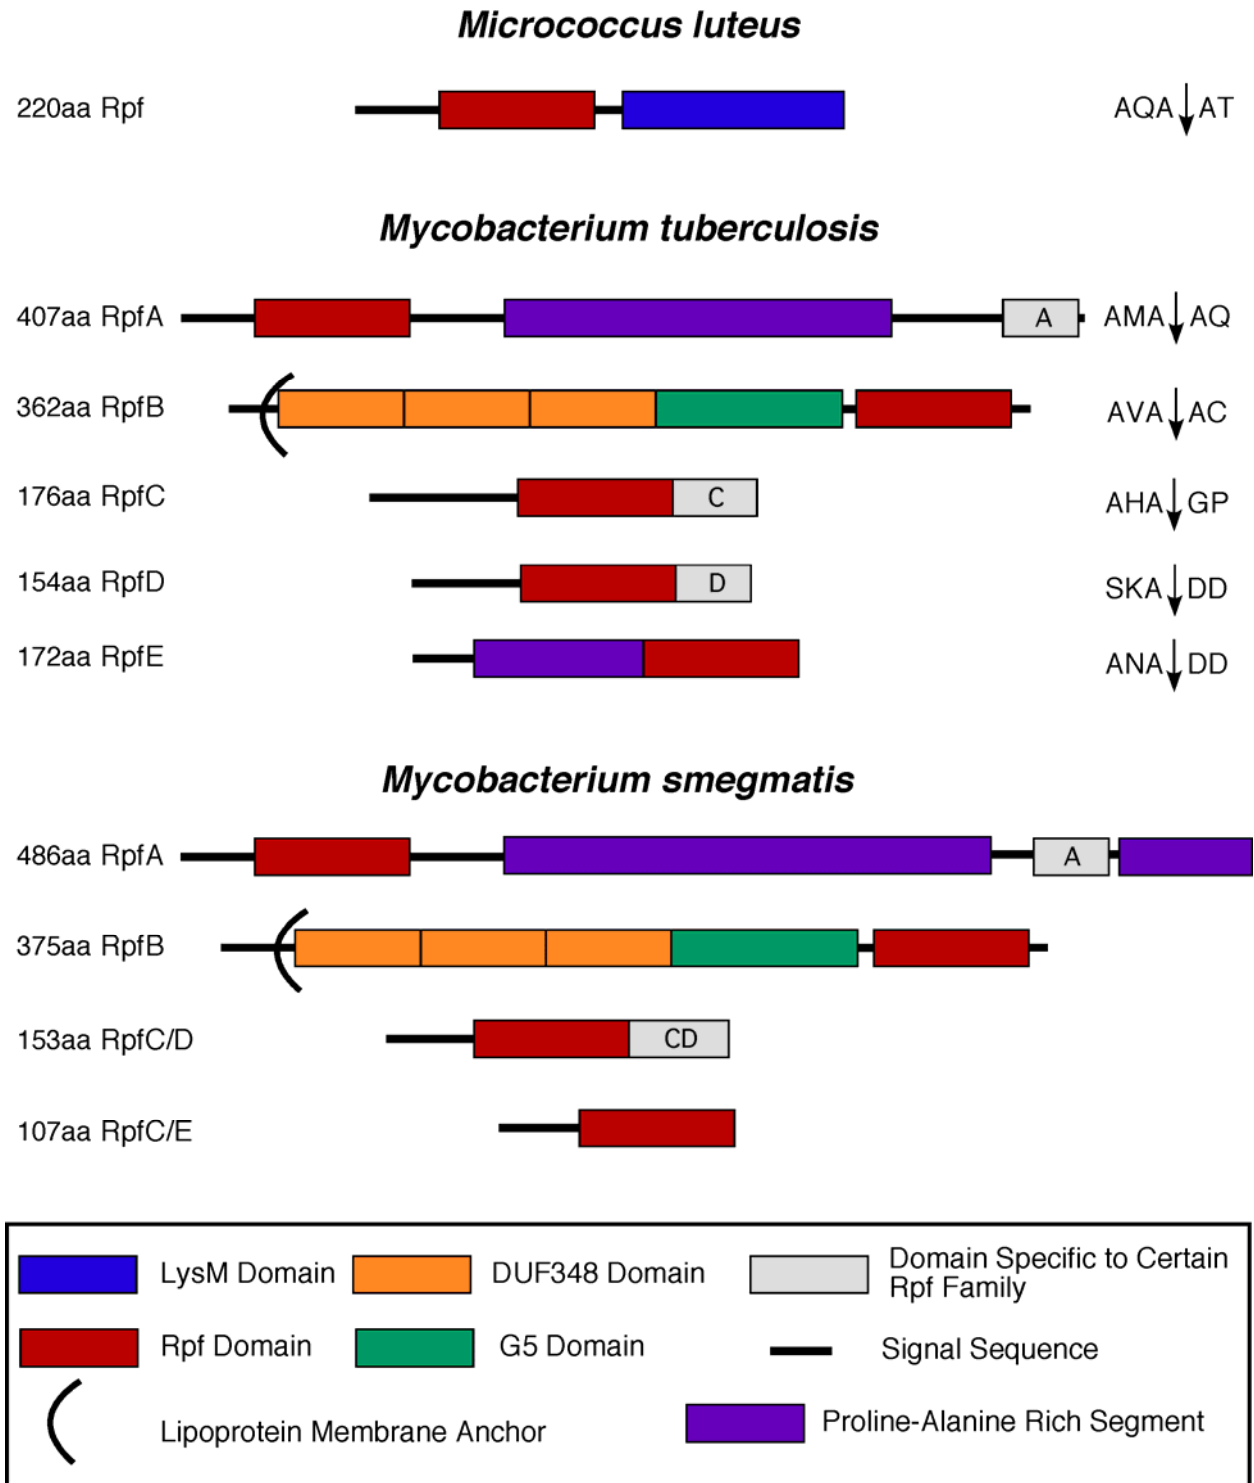 Micrococcus luteus
220aa Rpf AQA↓AT
Mycobacterium tuberculosis
407aa RpfA A AMA↓AQ
362aa RpfB AVA↓AC
176aa RpfC C AHA↓GP
154aa RpfD D SKA↓DD
172aa RpfE ANA↓DD
Mycobacterium smegmatis
486aa RpfA A
375aa RpfB
153aa RpfC/D CD
107aa RpfC/E
LysM Domain DUF348 Domain Domain Specific to Certain
Rpf Family
Rpf Domain G5 Domain Signal Sequence
Lipoprotein Membrane Anchor Proline-Alanine Rich Segment